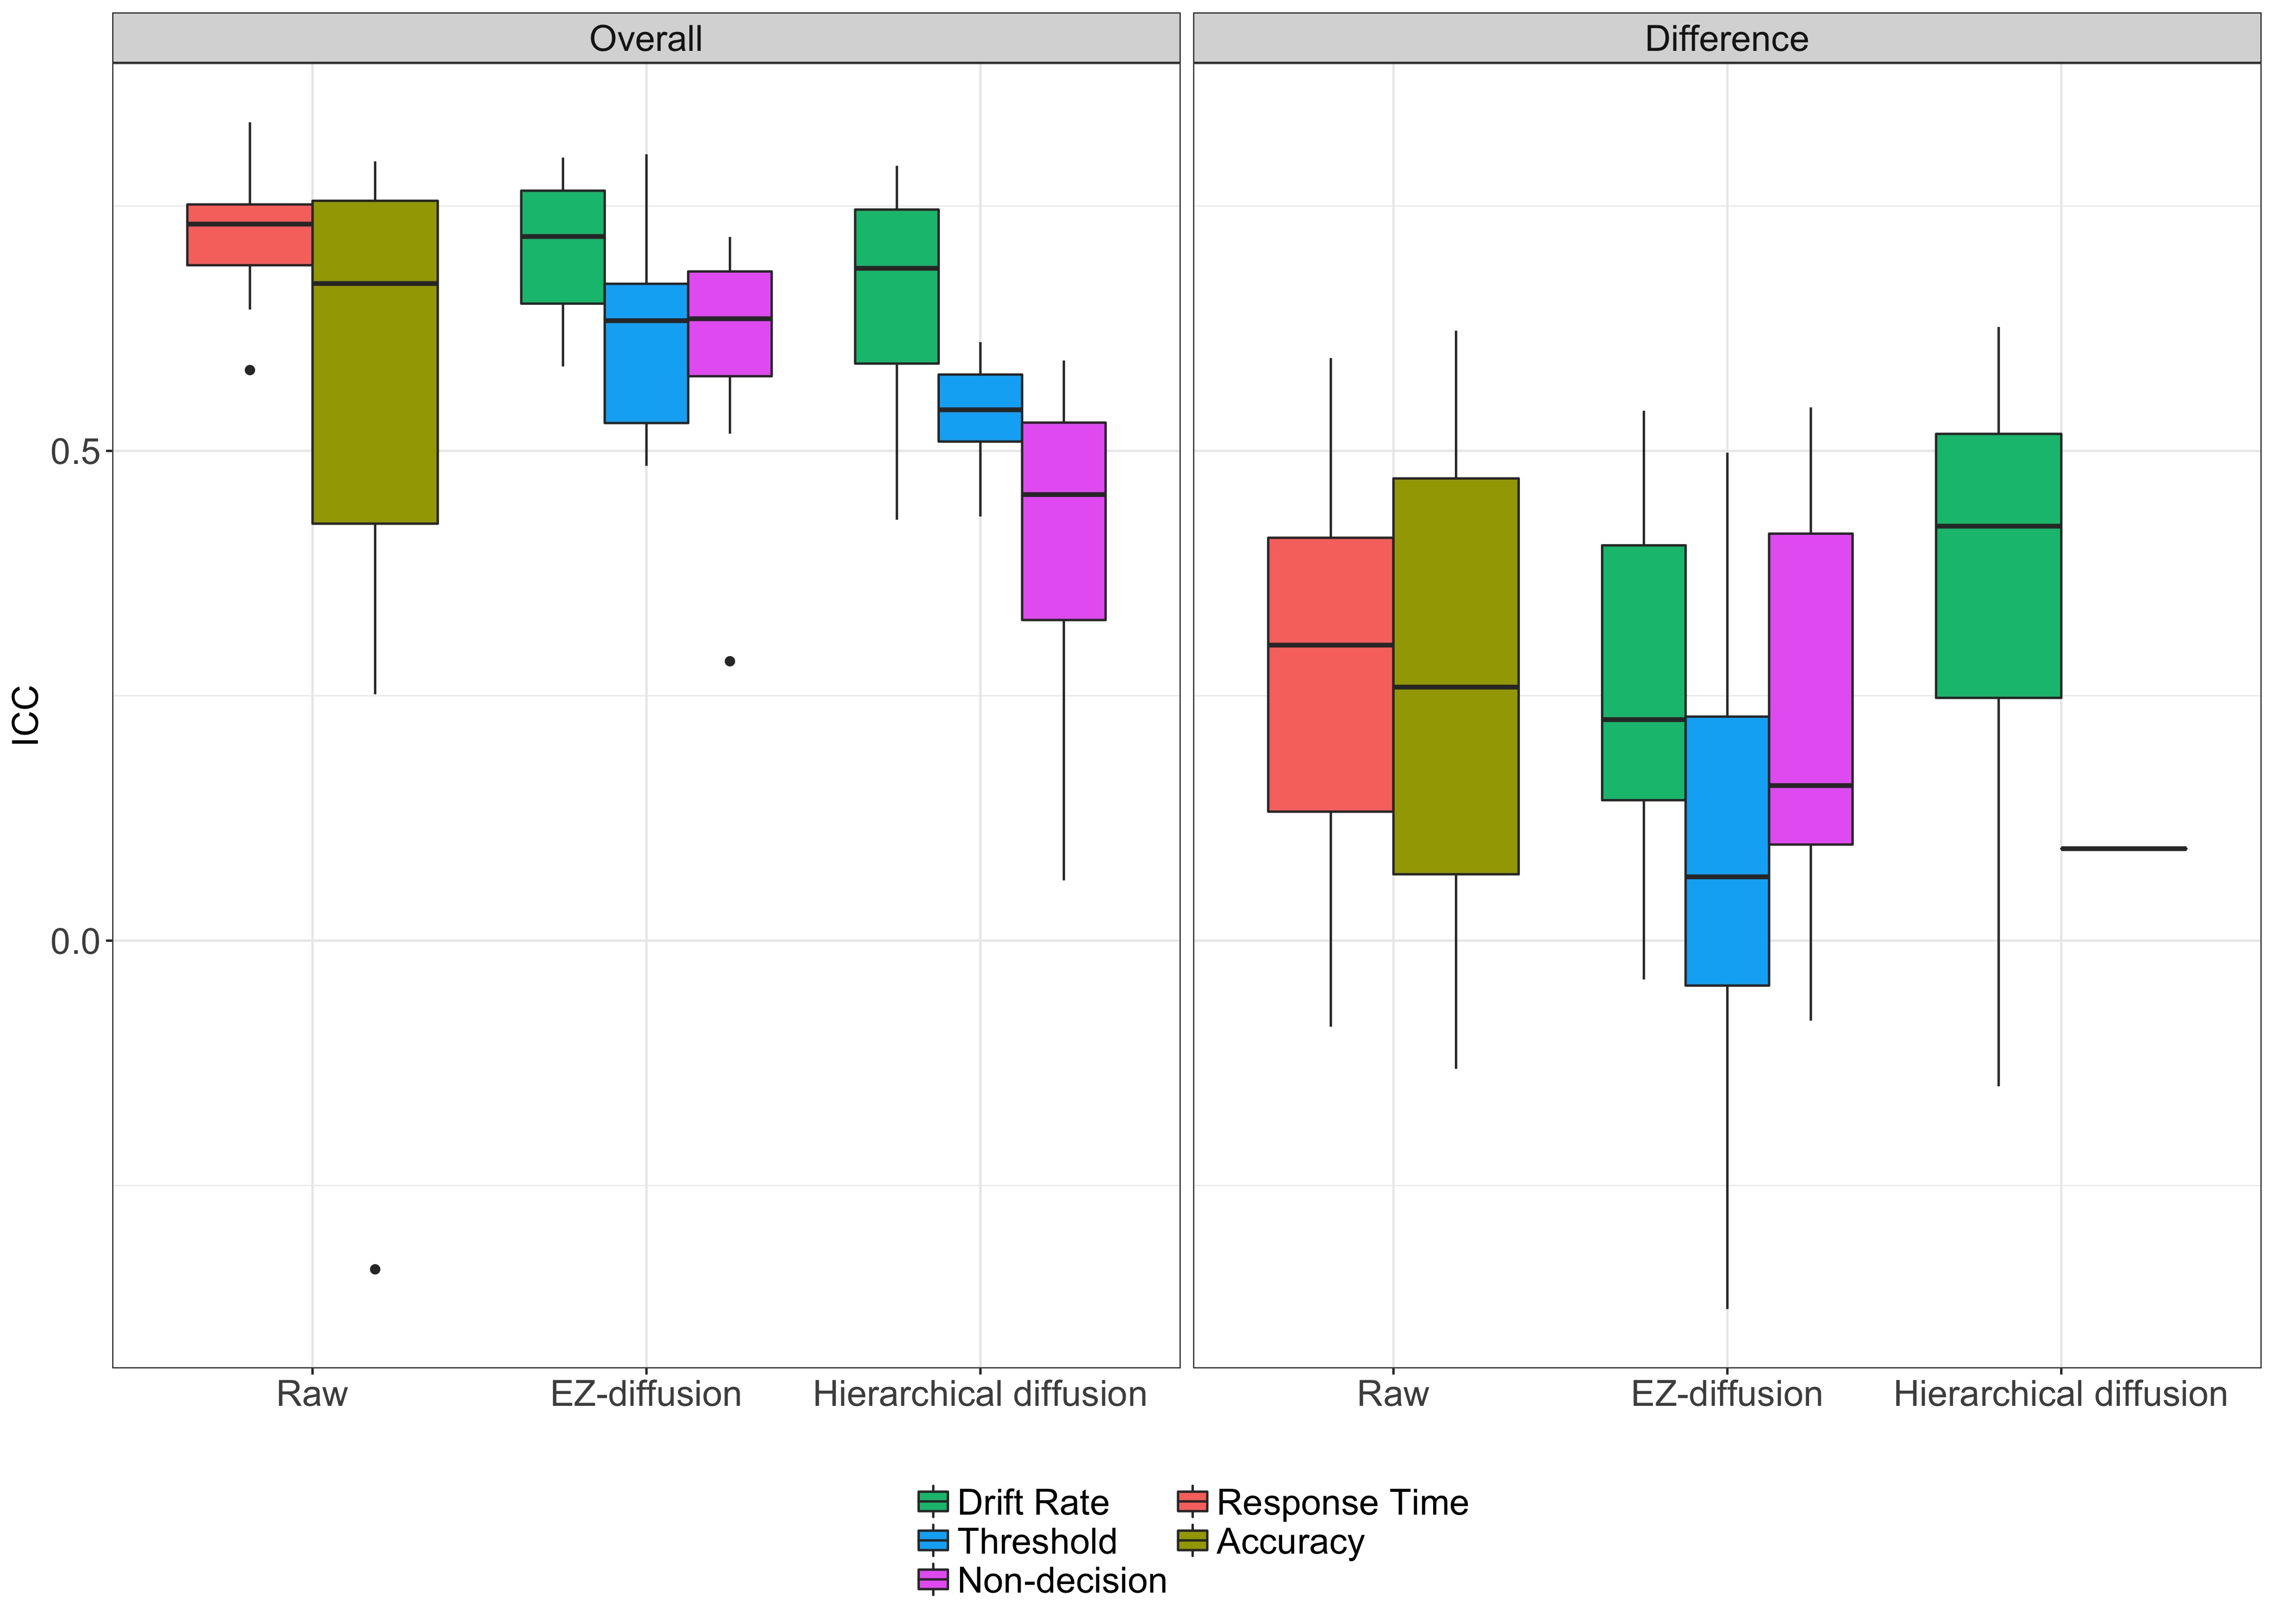 Overall
Difference
ICC
0.5
0.0
Raw
EZ-diffusion
Hierarchical diffusion
Raw
EZ-diffusion
Hierarchical diffusion
Drift Rate
Threshold
Non-decision
Response Time
Accuracy